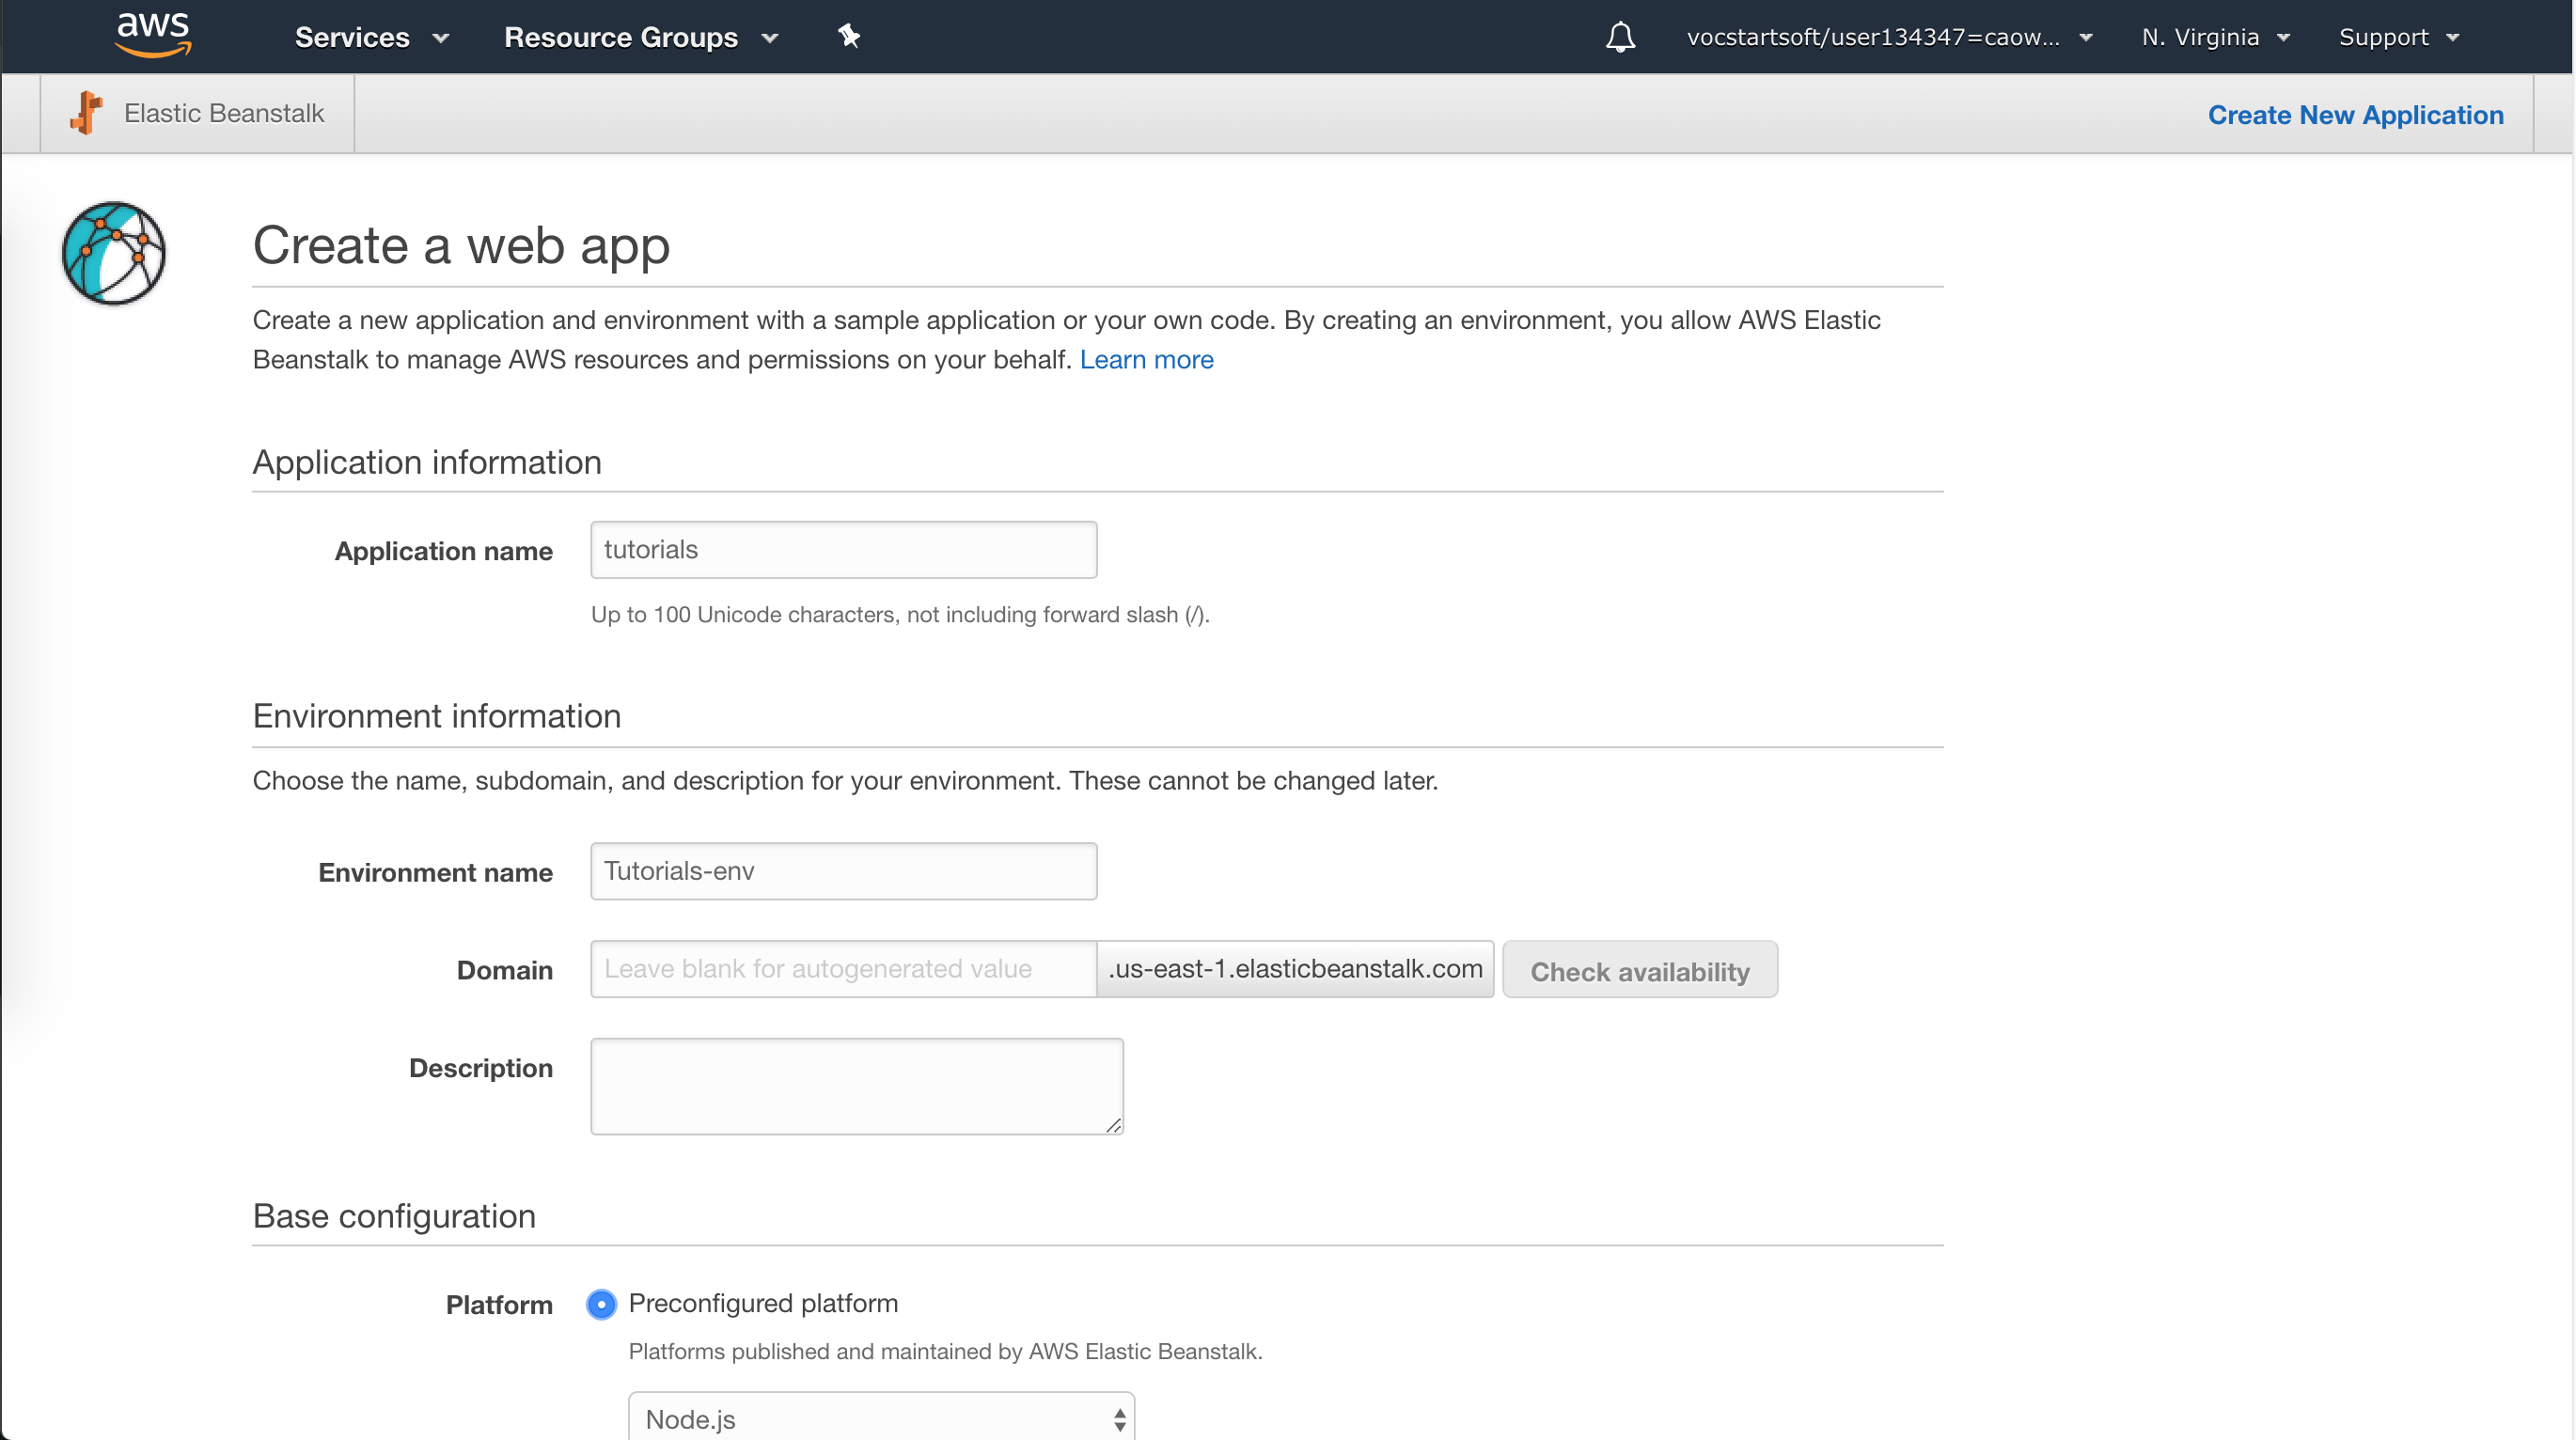 aws Services Resource Groups vocstartsoft/user134347=caow... N. Virginia Support
Elastic Beanstalk Create New Application
Create a web app
Create a new application and environment with a sample application or your own code. By creating an environment, you allow AWS Elastic
Beanstalk to manage AWS resources and permissions on your behalf. Learn more
Application information
Application name tutorials
Up to 100 Unicode characters, not including forward slash (/).
Environment information
Choose the name, subdomain, and description for your environment. These cannot be changed later.
Environment name Tutorials-env
Domain Leave blank for autogenerated value .us-east-1.elasticbeanstalk.com Check availability
Description
Base configuration
Platform Preconfigured platform
Platforms published and maintained by AWS Elastic Beanstalk.
Node.js